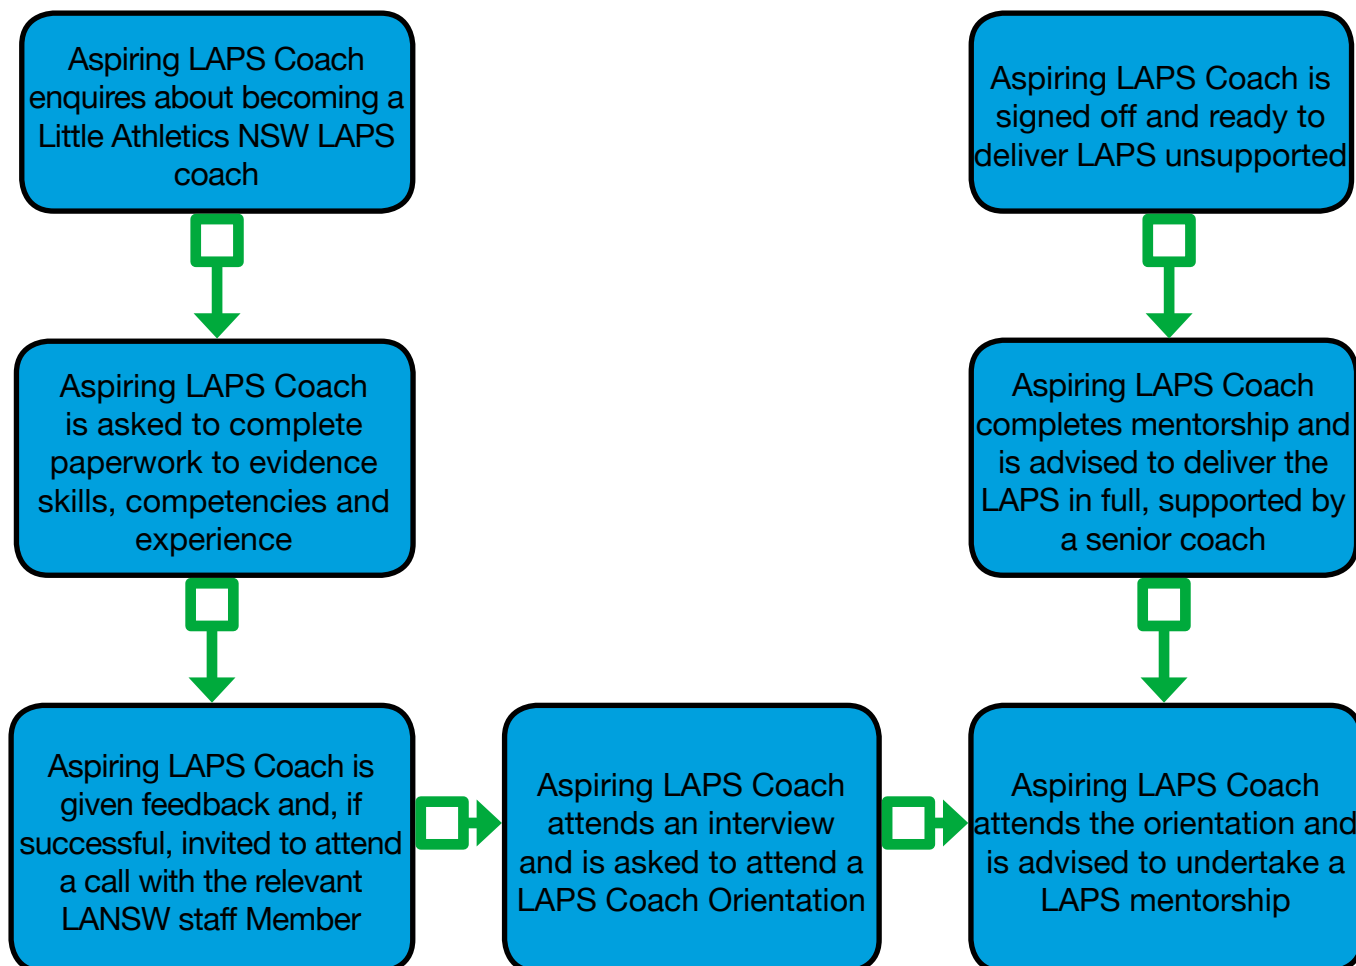 Aspiring LAPS Coach
enquires about becoming a
Little Athletics NSW LAPS
coach
Aspiring LAPS Coach
is asked to complete
paperwork to evidence
skills, competencies and
experience
Aspiring LAPS Coach is
given feedback and, if
successful, invited to attend
a call with the relevant
LANSW staff Member
Aspiring LAPS Coach
attends an interview
and is asked to attend a
LAPS Coach Orientation
Aspiring LAPS Coach
attends the orientation and
is advised to undertake a
LAPS mentorship
Aspiring LAPS Coach
completes mentorship and
is advised to deliver the
LAPS in full, supported by
a senior coach
Aspiring LAPS Coach is
signed off and ready to
deliver LAPS unsupported